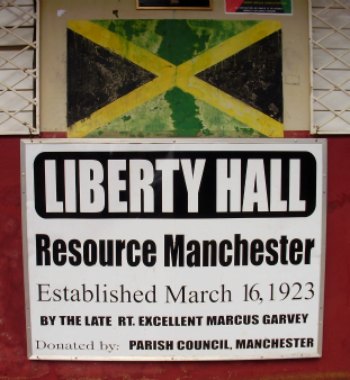 LIBERTY HALL
Resource Manchester
Established March 16, 1923
BY THE LATE RT. EXCELLENT MARCUS GARVEY
Donated by: PARISH COUNCIL, MANCHESTER